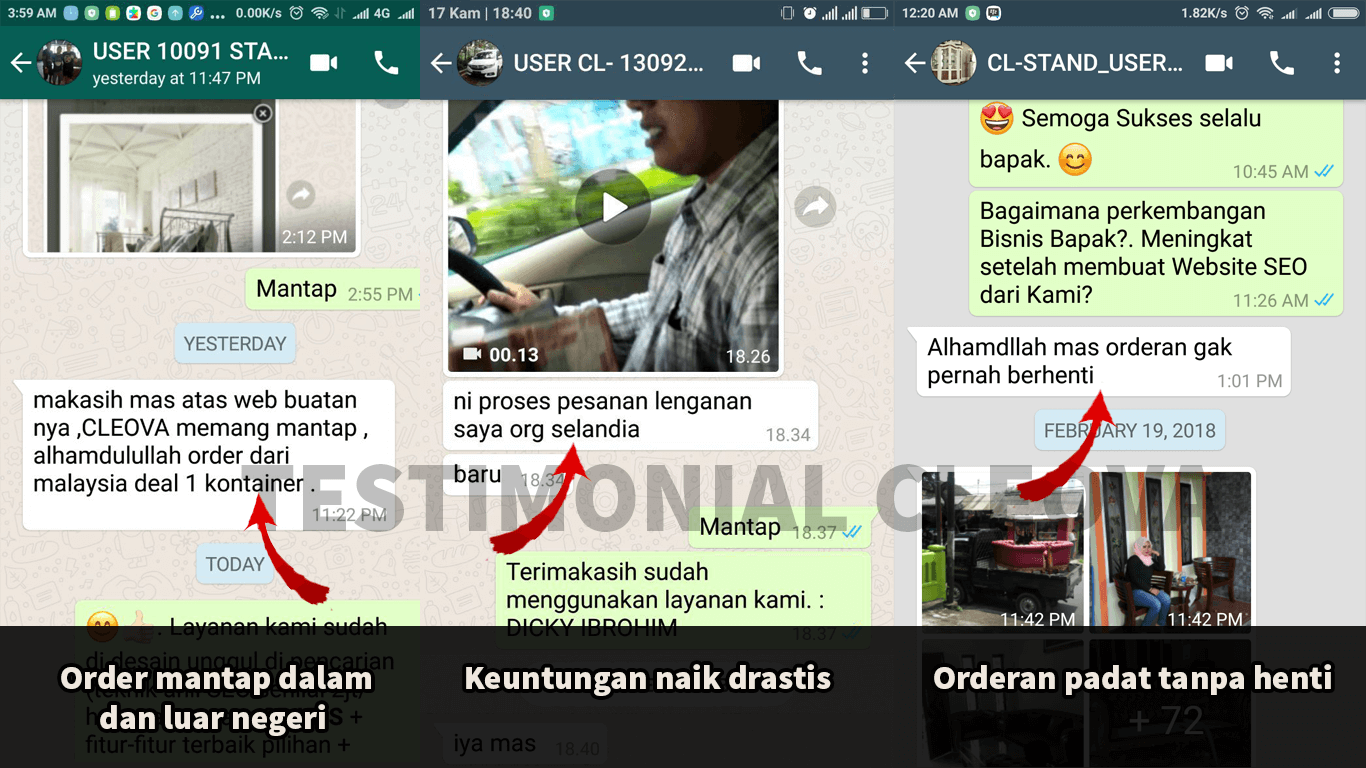 3:59 AM
0.00K/s
4G
USER 10091 STA...
yesterday at 11:47 PM
2:12 PM
Mantap 2:55 PM
YESTERDAY
makasih mas atas web buatan
nya ,CLEOVA memang mantap ,
alhamdulullah order dari
malaysia deal 1 kontainer .
11:22 PM
TODAY
. Layanan kami sudah
di desain unggul di pencarian
fitur-fitur terbaik pilihan +
Order mantap dalam
dan luar negeri
17 Kam | 18:40
USER CL- 13092...
00.13
18.26
ni proses pesanan lenganan
saya org selandia
18.34
baru 18.34
Mantap 18.37
Terimakasih sudah
menggunakan layanan kami. :
DICKY IBROHIM
18.37
Keuntungan naik drastis
iya mas 18.40
12:20 AM
1.82K/s
CL-STAND_USER...
Semoga Sukses selalu
bapak.
10:45 AM
Bagaimana perkembangan
Bisnis Bapak?. Meningkat
setelah membuat Website SEO
dari Kami?
11:26 AM
Alhamdllah mas orderan gak
pernah berhenti
1:01 PM
FEBRUARY 19, 2018
11:42 PM
11:42 PM
Orderan padat tanpa henti
+ 72
TESTIMONIAL CLEOVA